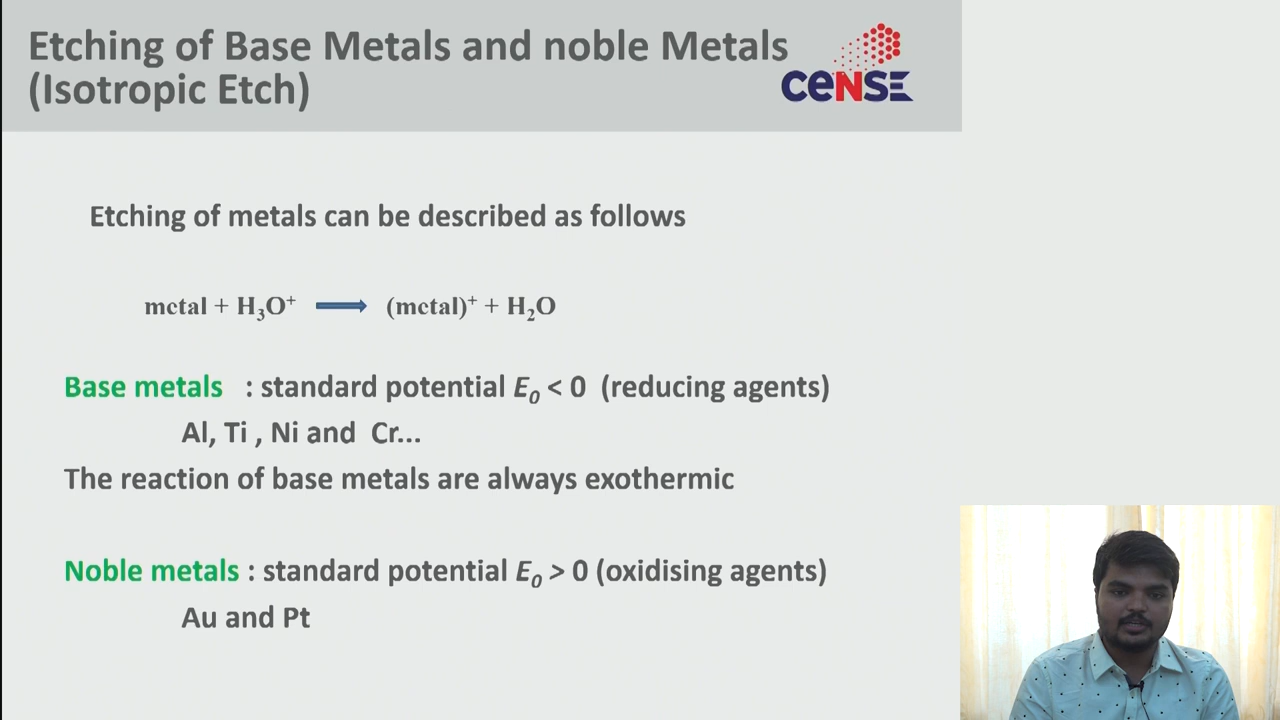 Etching of Base Metals and noble Metals
(Isotropic Etch)
ceNSE
Etching of metals can be described as follows
metal + H₃O⁺ ⟶ (metal)⁺ + H₂O
Base metals : standard potential E₀ < 0 (reducing agents)
Al, Ti , Ni and Cr...
The reaction of base metals are always exothermic
Noble metals : standard potential E₀ > 0 (oxidising agents)
Au and Pt